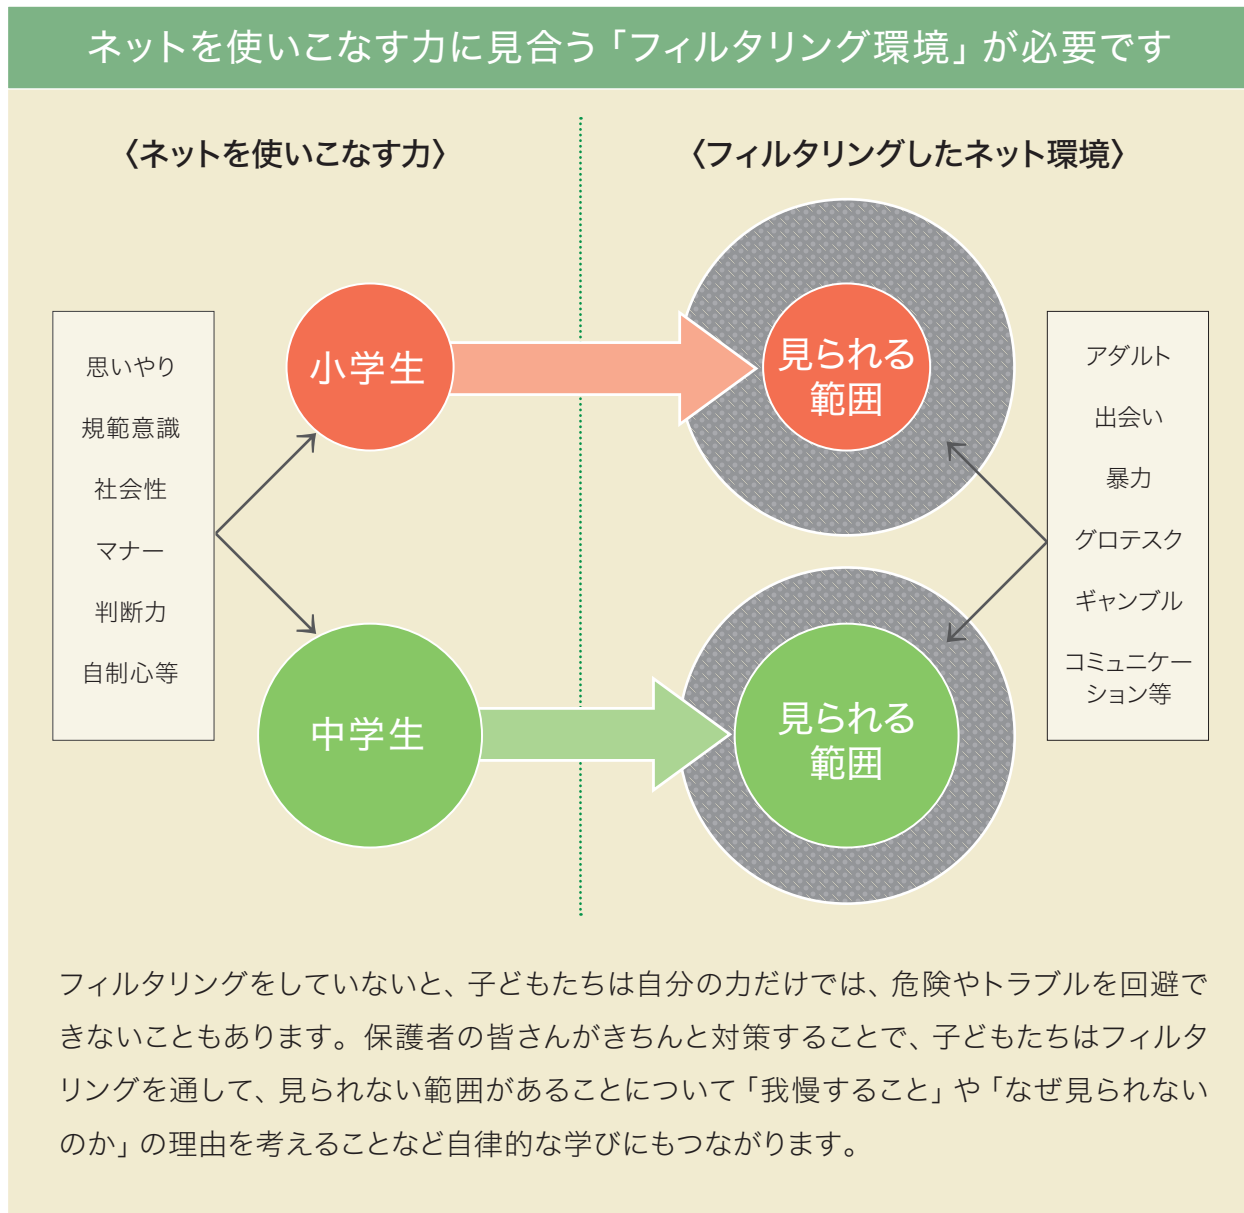 ネットを使いこなす力に見合う「フィルタリング環境」が必要です
〈ネットを使いこなす力〉
〈フィルタリングしたネット環境〉
思いやり
規範意識
社会性
マナー
判断力
自制心等
小学生
中学生
見られる
範囲
見られる
範囲
アダルト
出会い
暴力
グロテスク
ギャンブル
コミュニケー
ション等
フィルタリングをしていないと、子どもたちは自分の力だけでは、危険やトラブルを回避で
きないこともあります。保護者の皆さんがきちんと対策することで、子どもたちはフィルタ
リングを通して、見られない範囲があることについて「我慢すること」や「なぜ見られない
のか」の理由を考えることなど自律的な学びにもつながります。